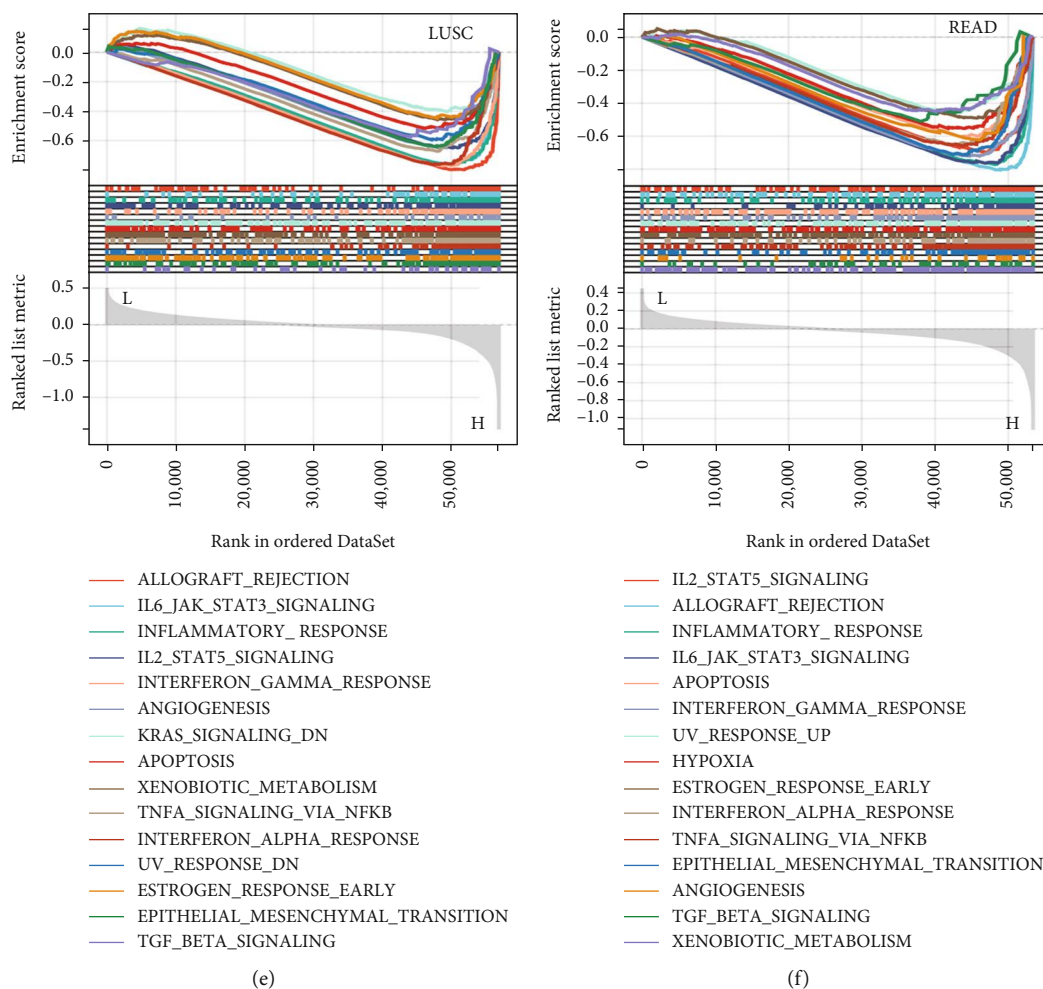 LUSC
Enrichment score
0.0
−0.2
−0.4
−0.6
Ranked list metric
0.5
0.0
−0.5
−1.0
L
H
0
10,000
20,000
30,000
40,000
50,000
Rank in ordered DataSet
ALLOGRAFT_REJECTION
IL6_JAK_STAT3_SIGNALING
INFLAMMATORY_ RESPONSE
IL2_STAT5_SIGNALING
INTERFERON_GAMMA_RESPONSE
ANGIOGENESIS
KRAS_SIGNALING_DN
APOPTOSIS
XENOBIOTIC_METABOLISM
TNFA_SIGNALING_VIA_NFKB
INTERFERON_ALPHA_RESPONSE
UV_RESPONSE_DN
ESTROGEN_RESPONSE_EARLY
EPITHELIAL_MESENCHYMAL_TRANSITION
TGF_BETA_SIGNALING
(e)
READ
Enrichment score
0.0
−0.2
−0.4
−0.6
Ranked list metric
0.4
0.2
0.0
−0.2
−0.4
−0.6
−0.8
−1.0
L
H
0
10,000
20,000
30,000
40,000
50,000
Rank in ordered DataSet
IL2_STAT5_SIGNALING
ALLOGRAFT_REJECTION
INFLAMMATORY_ RESPONSE
IL6_JAK_STAT3_SIGNALING
APOPTOSIS
INTERFERON_GAMMA_RESPONSE
UV_RESPONSE_UP
HYPOXIA
ESTROGEN_RESPONSE_EARLY
INTERFERON_ALPHA_RESPONSE
TNFA_SIGNALING_VIA_NFKB
EPITHELIAL_MESENCHYMAL_TRANSITION
ANGIOGENESIS
TGF_BETA_SIGNALING
XENOBIOTIC_METABOLISM
(f)